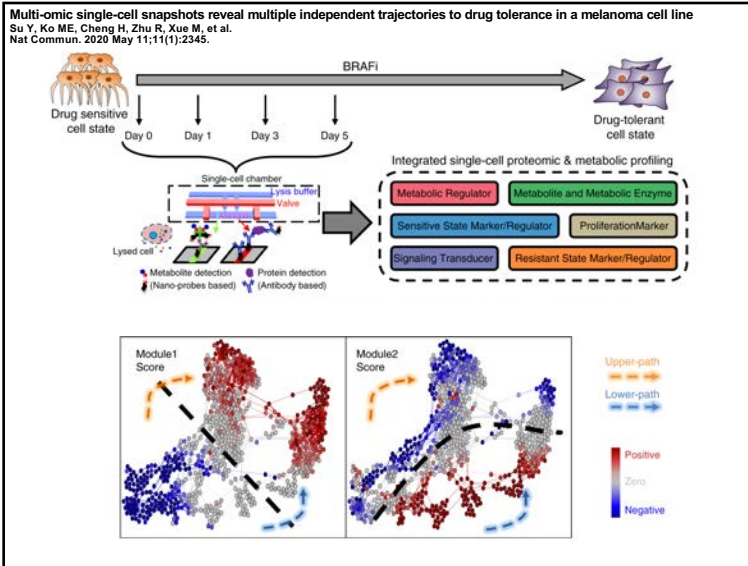 Multi-omic single-cell snapshots reveal multiple independent trajectories to drug tolerance in a melanoma cell line
Su Y, Ko ME, Cheng H, Zhu R, Xue M, et al.
Nat Commun. 2020 May 11;11(1):2345.
BRAFi
Drug sensitive
cell state
Day 0
Day 1
Day 3
Day 5
Drug-tolerant
cell state
Single-cell chamber
Lysis buffer
Valve
Lysed cell
Metabolite detection
(Nano-probes based)
Protein detection
(Antibody based)
Integrated single-cell proteomic & metabolic profiling
Metabolic Regulator
Metabolite and Metabolic Enzyme
Sensitive State Marker/Regulator
ProliferationMarker
Signaling Transducer
Resistant State Marker/Regulator
Module1
Score
Module2
Score
Upper-path
Lower-path
Positive
Zero
Negative